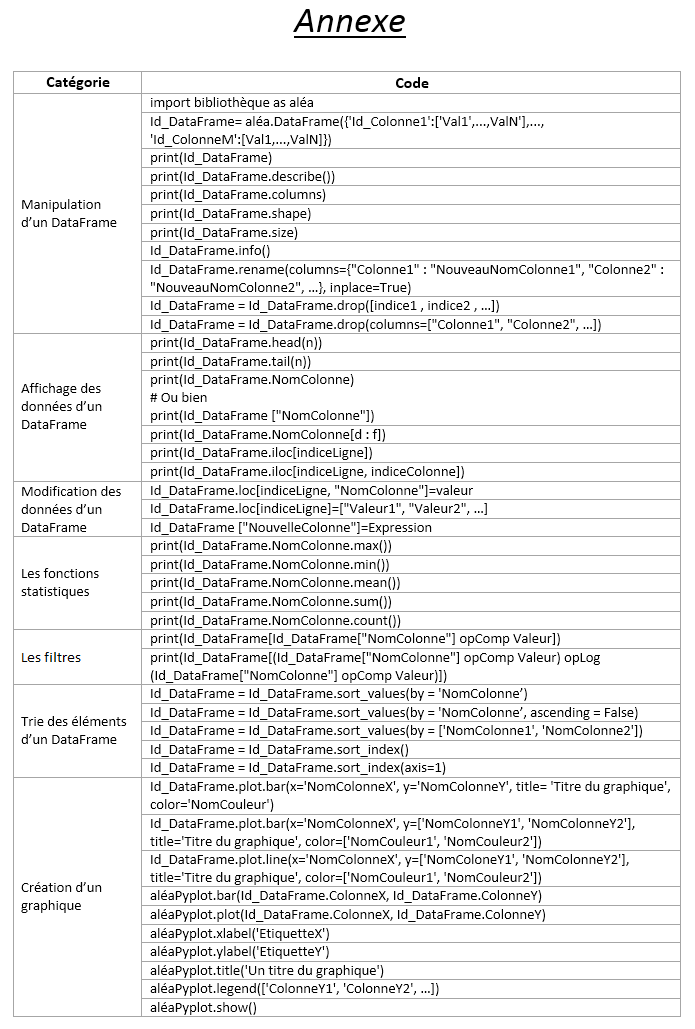 Annexe
Catégorie
Code
Manipulation
d’un DataFrame
import bibliothèque as aléa
Id_DataFrame= aléa.DataFrame({'Id_Colonne1':['Val1',...,ValN'],...,
'Id_ColonneM':[Val1,...,ValN]})
print(Id_DataFrame)
print(Id_DataFrame.describe())
print(Id_DataFrame.columns)
print(Id_DataFrame.shape)
print(Id_DataFrame.size)
Id_DataFrame.info()
Id_DataFrame.rename(columns={"Colonne1" : "NouveauNomColonne1", "Colonne2" :
"NouveauNomColonne2", …}, inplace=True)
Id_DataFrame = Id_DataFrame.drop([indice1 , indice2 , …])
Id_DataFrame = Id_DataFrame.drop(columns=["Colonne1", "Colonne2", …])
Affichage des
données d’un
DataFrame
print(Id_DataFrame.head(n))
print(Id_DataFrame.tail(n))
print(Id_DataFrame.NomColonne)
# Ou bien
print(Id_DataFrame ["NomColonne"])
print(Id_DataFrame.NomColonne[d : f])
print(Id_DataFrame.iloc[indiceLigne])
print(Id_DataFrame.iloc[indiceLigne, indiceColonne])
Modification des
données d’un
DataFrame
Id_DataFrame.loc[indiceLigne, "NomColonne"]=valeur
Id_DataFrame.loc[indiceLigne]=["Valeur1", "Valeur2", …]
Id_DataFrame ["NouvelleColonne"]=Expression
Les fonctions
statistiques
print(Id_DataFrame.NomColonne.max())
print(Id_DataFrame.NomColonne.min())
print(Id_DataFrame.NomColonne.mean())
print(Id_DataFrame.NomColonne.sum())
print(Id_DataFrame.NomColonne.count())
Les filtres
print(Id_DataFrame[Id_DataFrame["NomColonne"] opComp Valeur])
print(Id_DataFrame[(Id_DataFrame["NomColonne"] opComp Valeur) opLog
(Id_DataFrame["NomColonne"] opComp Valeur)])
Trie des éléments
d’un DataFrame
Id_DataFrame = Id_DataFrame.sort_values(by = 'NomColonne’)
Id_DataFrame = Id_DataFrame.sort_values(by = 'NomColonne’, ascending = False)
Id_DataFrame = Id_DataFrame.sort_values(by = ['NomColonne1', 'NomColonne2'])
Id_DataFrame = Id_DataFrame.sort_index()
Id_DataFrame = Id_DataFrame.sort_index(axis=1)
Création d’un
graphique
Id_DataFrame.plot.bar(x='NomColonneX', y='NomColonneY', title= 'Titre du graphique',
color='NomCouleur')
Id_DataFrame.plot.bar(x='NomColonneX', y=['NomColonneY1', 'NomColonneY2'],
title='Titre du graphique', color=['NomCouleur1', 'NomCouleur2'])
Id_DataFrame.plot.line(x='NomColonneX', y=['NomColoneY1', 'NomColonneY2'],
title='Titre du graphique', color=['NomCouleur1', 'NomCouleur2'])
aléaPyplot.bar(Id_DataFrame.ColonneX, Id_DataFrame.ColonneY)
aléaPyplot.plot(Id_DataFrame.ColonneX, Id_DataFrame.ColonneY)
aléaPyplot.xlabel('EtiquetteX')
aléaPyplot.ylabel('EtiquetteY')
aléaPyplot.title('Un titre du graphique')
aléaPyplot.legend(['ColonneY1', 'ColonneY2', …])
aléaPyplot.show()